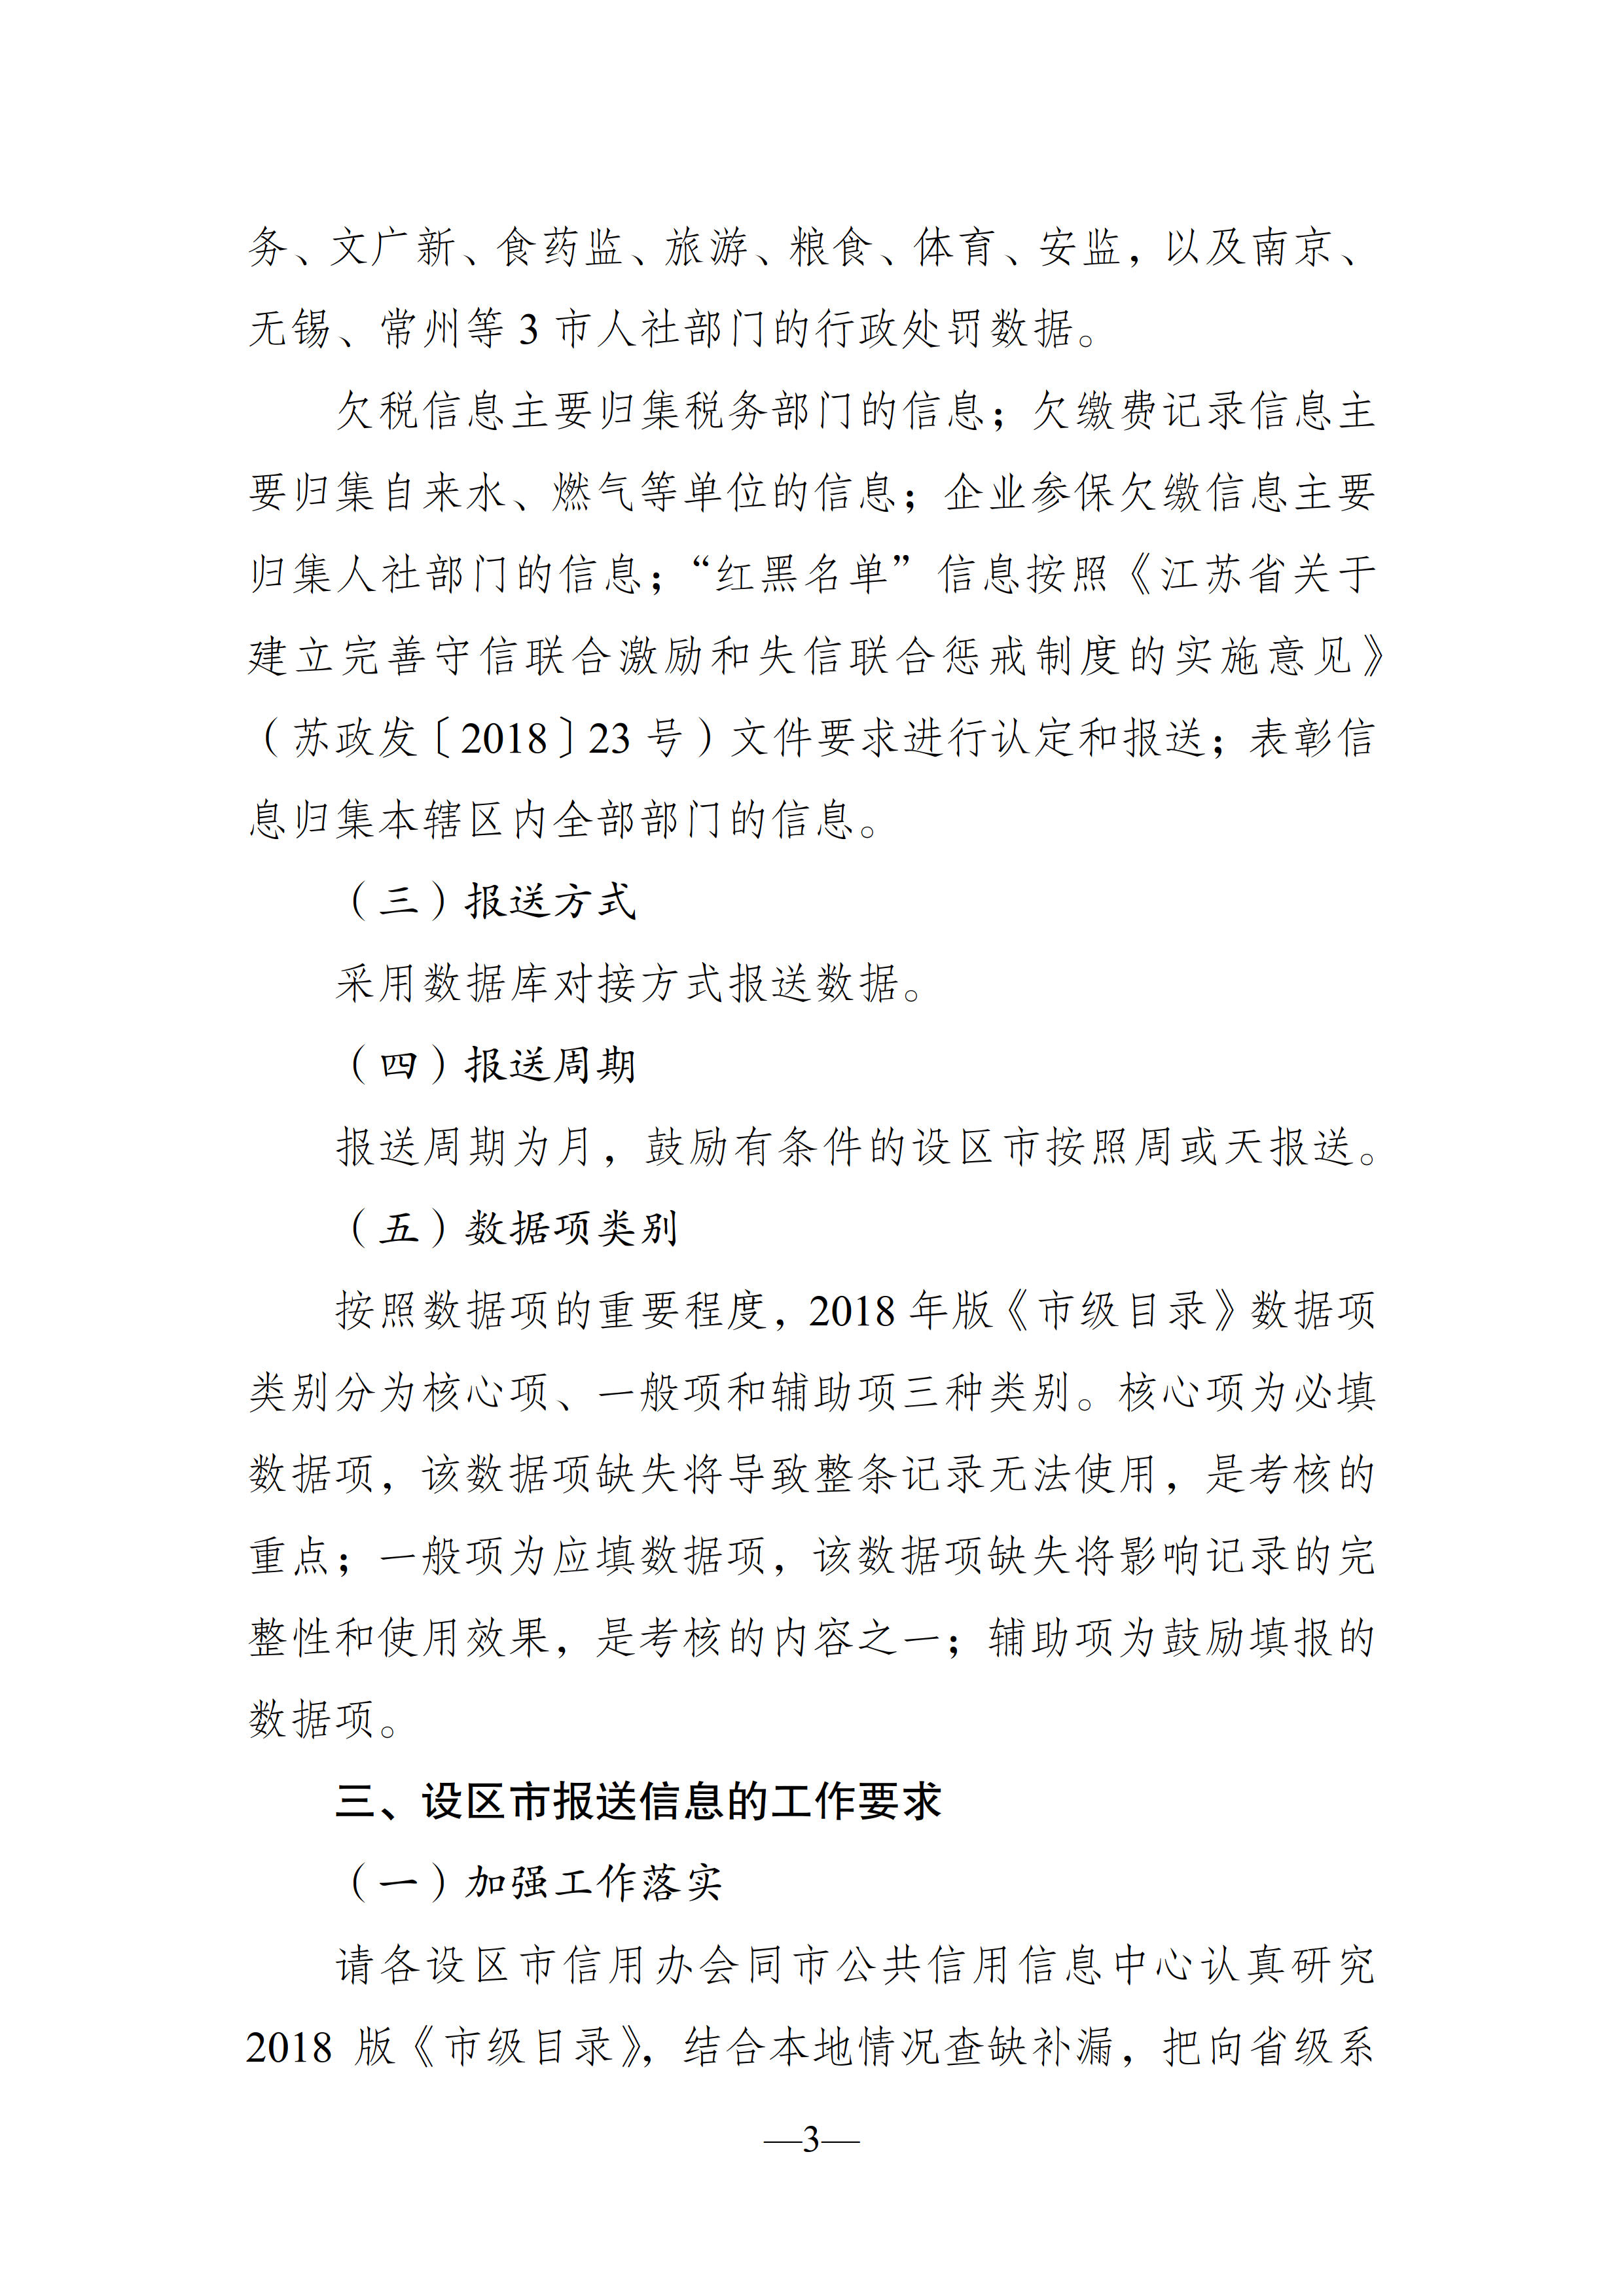 务、文广新、食药监、旅游、粮食、体育、安监，以及南京、
无锡、常州等 3 市人社部门的行政处罚数据。
欠税信息主要归集税务部门的信息；欠缴费记录信息主
要归集自来水、燃气等单位的信息；企业参保欠缴信息主要
归集人社部门的信息；“红黑名单”信息按照《江苏省关于
建立完善守信联合激励和失信联合惩戒制度的实施意见》
（苏政发〔2018〕23 号）文件要求进行认定和报送；表彰信
息归集本辖区内全部部门的信息。
（三）报送方式
采用数据库对接方式报送数据。
（四）报送周期
报送周期为月，鼓励有条件的设区市按照周或天报送。
（五）数据项类别
按照数据项的重要程度，2018 年版《市级目录》数据项
类别分为核心项、一般项和辅助项三种类别。核心项为必填
数据项，该数据项缺失将导致整条记录无法使用，是考核的
重点；一般项为应填数据项，该数据项缺失将影响记录的完
整性和使用效果，是考核的内容之一；辅助项为鼓励填报的
数据项。
三、设区市报送信息的工作要求
（一）加强工作落实
请各设区市信用办会同市公共信用信息中心认真研究
2018 版《市级目录》，结合本地情况查缺补漏，把向省级系
—3—